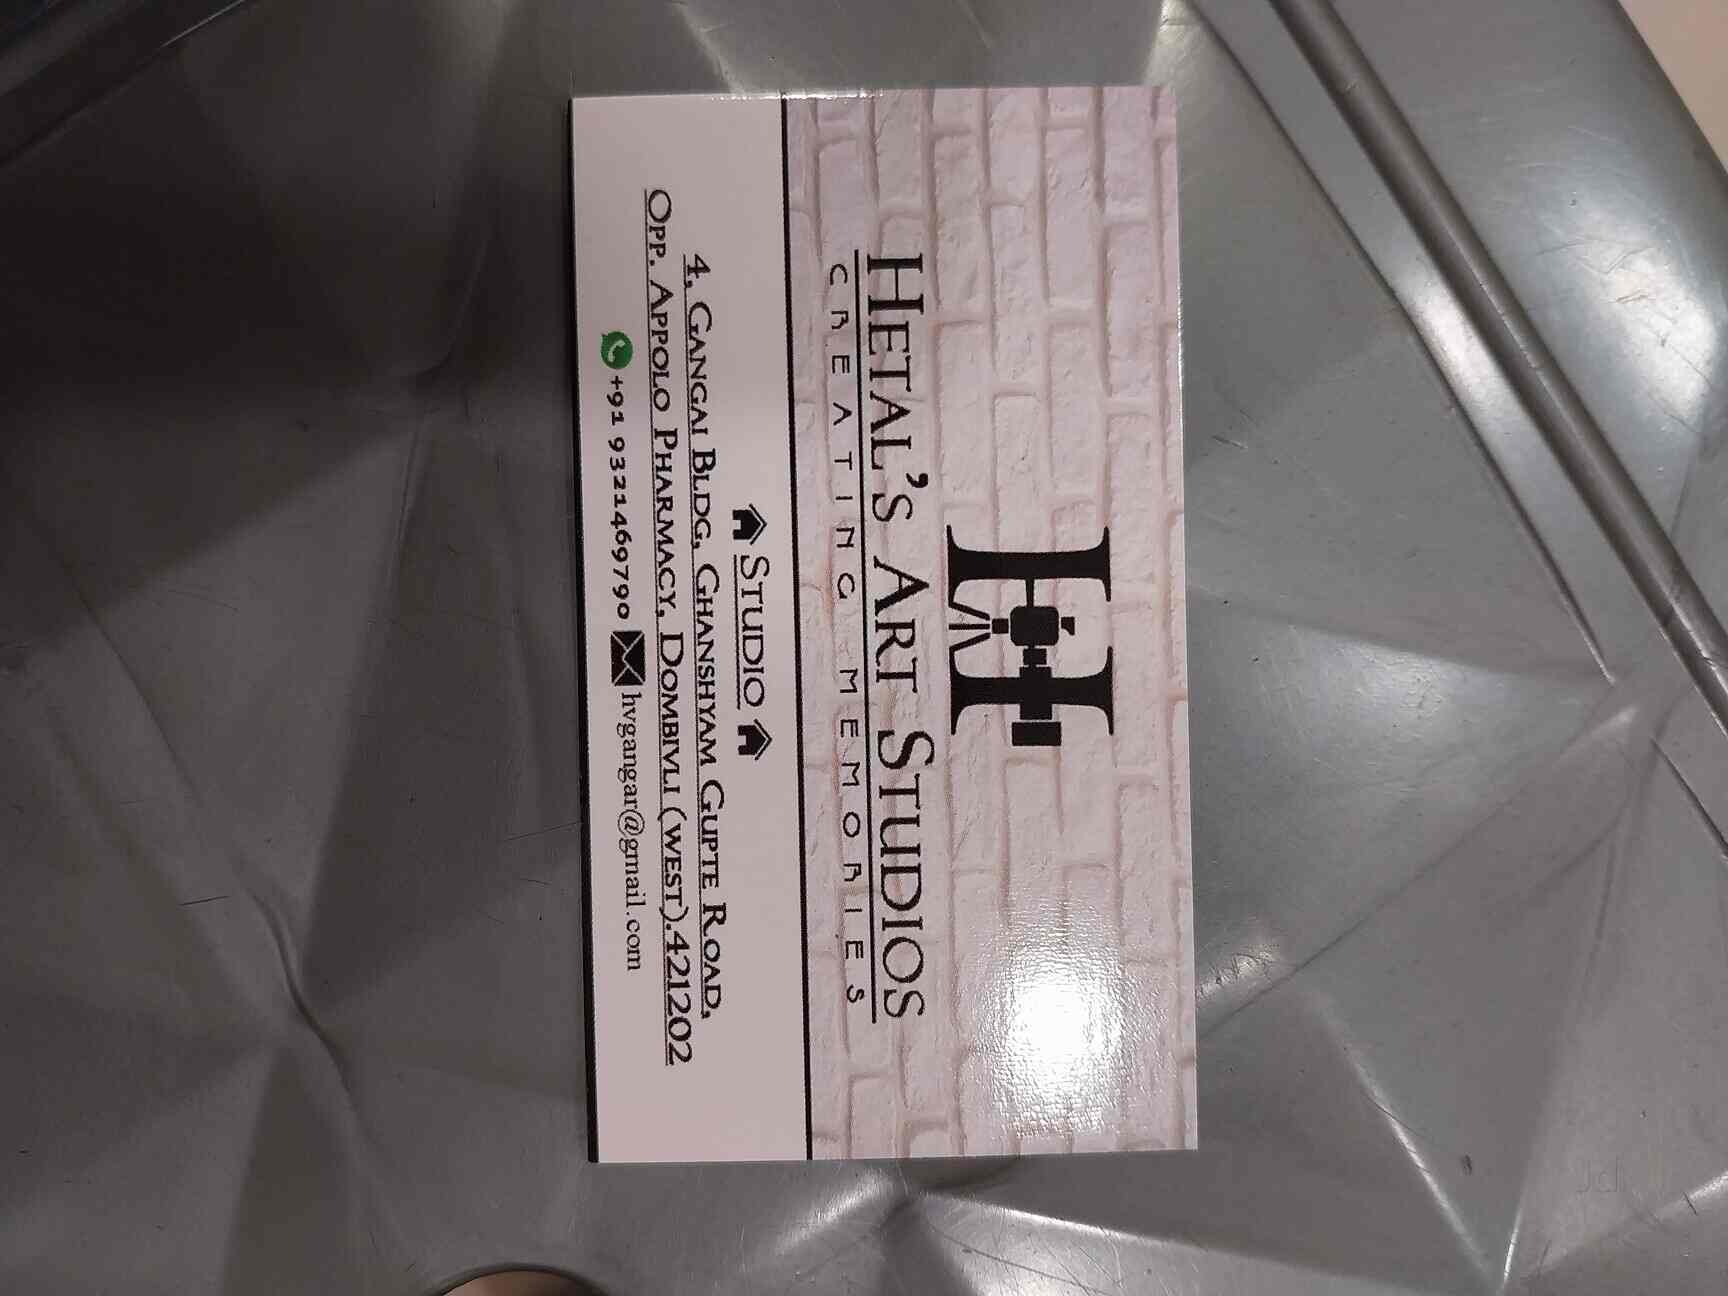 H
HETAL'S ART STUDIOS
CREATING MEMORIES
STUDIO
4, GANGAI BLDG, GHANSHYAM GUPTE ROAD,
OPP. APPOLO PHARMACY, DOMBIVLI (WEST).421202
+91 9321469790 hvgangar@gmail.com
Jd